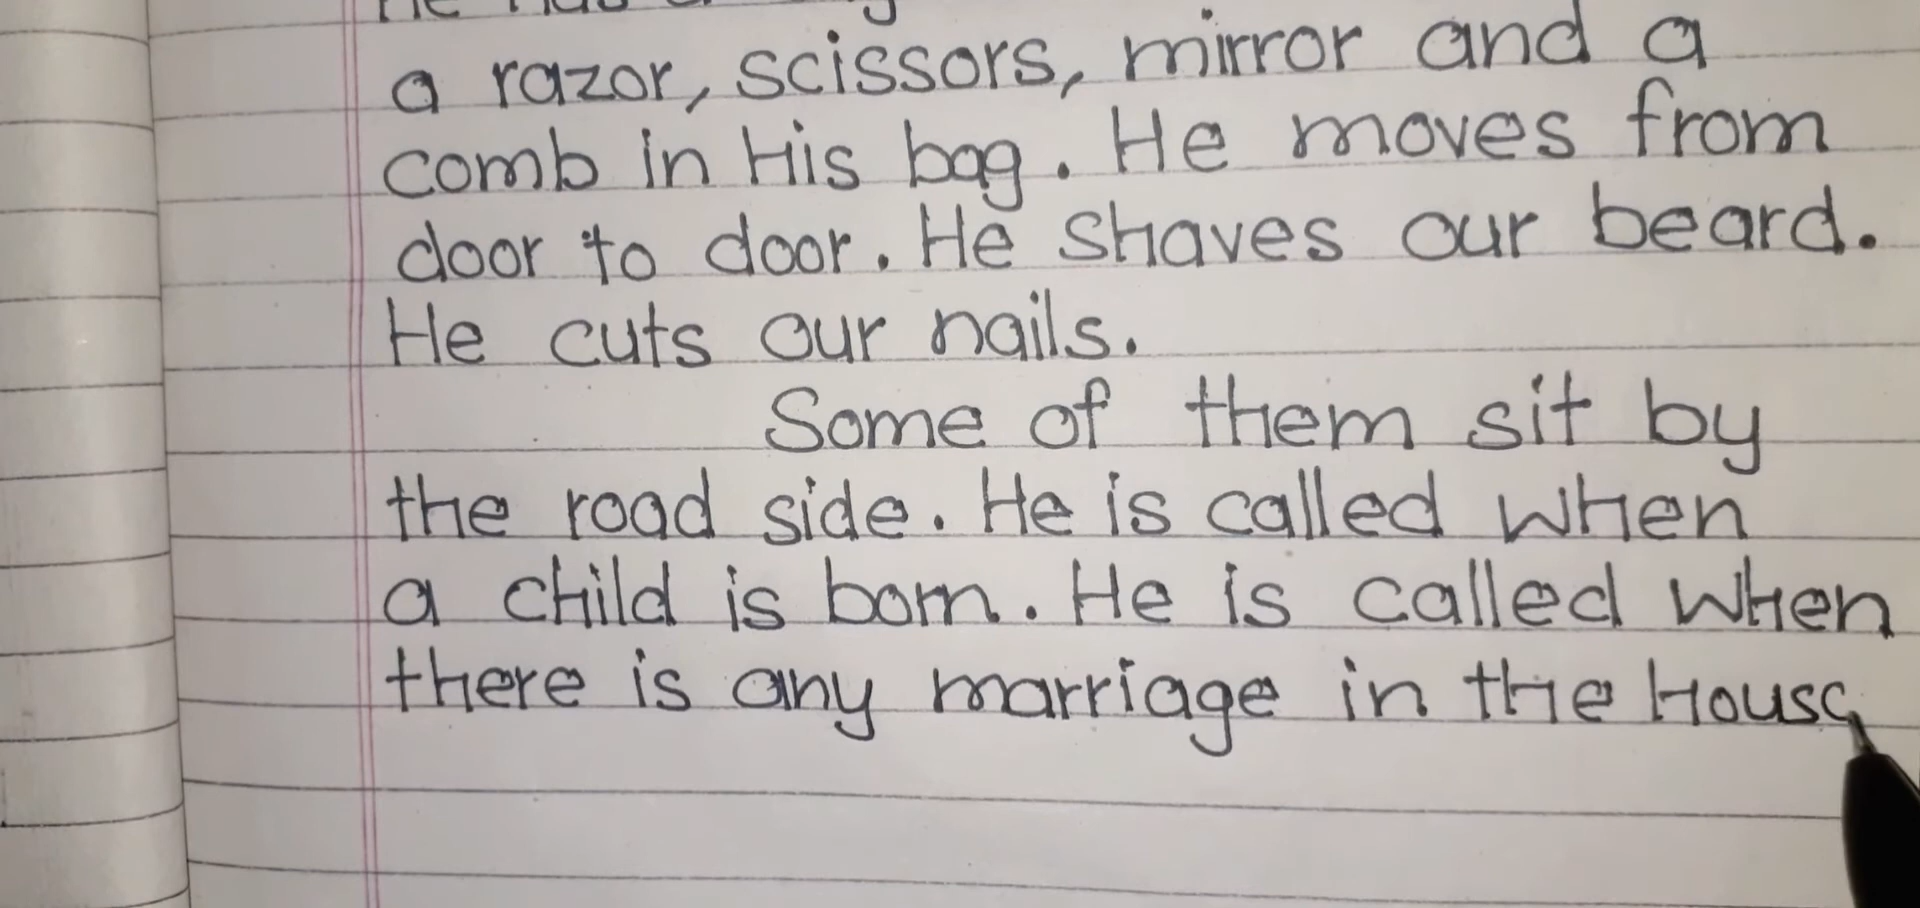 a razor, scissors, mirror and a
comb in His bag. He moves from
door to door. He shaves our beard.
He cuts our nails.
Some of them sit by
the road side. He is called when
a child is born. He is called when
there is any marriage in the Hous